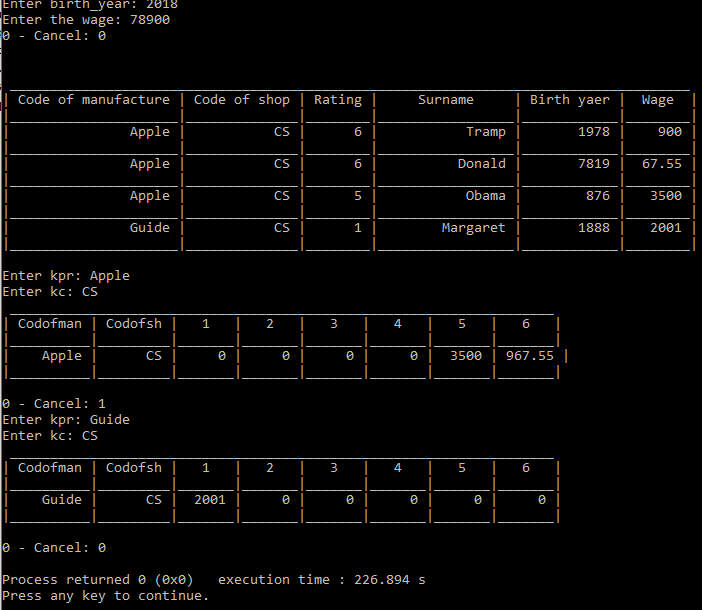 Enter birth_year: 2018
Enter the wage: 78900
0 - Cancel: 0
| Code of manufacture | Code of shop | Rating | Surname | Birth yaer | Wage |
| Apple | CS | 6 | Tramp | 1978 | 900 |
| Apple | CS | 6 | Donald | 7819 | 67.55 |
| Apple | CS | 5 | Obama | 876 | 3500 |
| Guide | CS | 1 | Margaret | 1888 | 2001 |
Enter kpr: Apple
Enter kc: CS
| Codofman | Codofsh | 1 | 2 | 3 | 4 | 5 | 6 |
| Apple | CS | 0 | 0 | 0 | 0 | 3500 | 967.55 |
0 - Cancel: 1
Enter kpr: Guide
Enter kc: CS
| Codofman | Codofsh | 1 | 2 | 3 | 4 | 5 | 6 |
| Guide | CS | 2001 | 0 | 0 | 0 | 0 | 0 |
0 - Cancel: 0
Process returned 0 (0x0) execution time : 226.894 s
Press any key to continue.